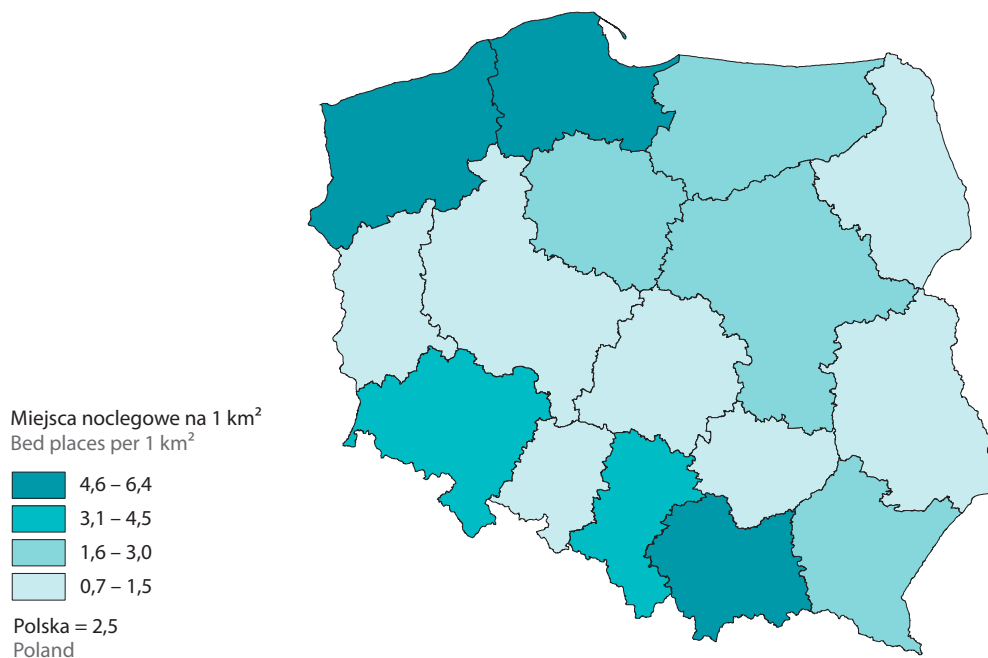 Miejsca noclegowe na 1 km²
Bed places per 1 km²
4,6 – 6,4
3,1 – 4,5
1,6 – 3,0
0,7 – 1,5
Polska = 2,5
Poland